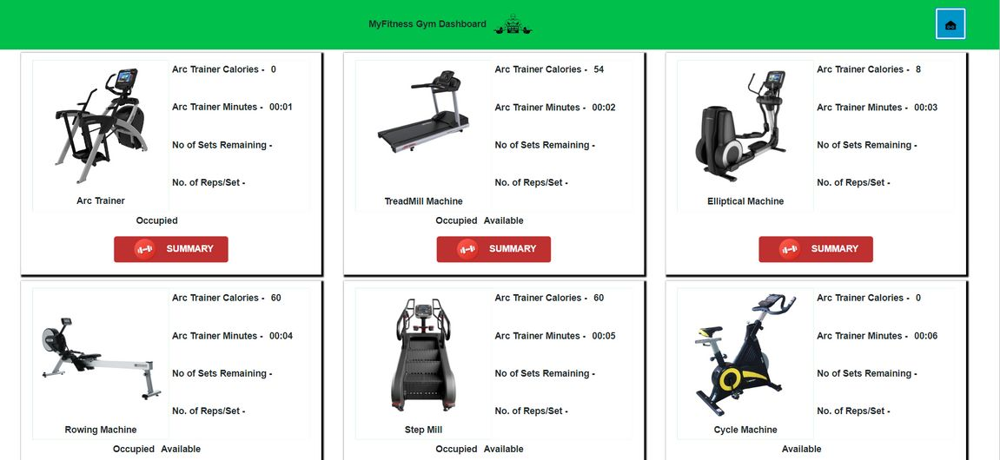 MyFitness Gym Dashboard
Arc Trainer Calories - 0
Arc Trainer Minutes - 00:01
No of Sets Remaining -
No. of Reps/Set -
Arc Trainer
Occupied
SUMMARY
Arc Trainer Calories - 54
Arc Trainer Minutes - 00:02
No of Sets Remaining -
No. of Reps/Set -
TreadMill Machine
Occupied Available
SUMMARY
Arc Trainer Calories - 8
Arc Trainer Minutes - 00:03
No of Sets Remaining -
No. of Reps/Set -
Elliptical Machine
SUMMARY
Arc Trainer Calories - 60
Arc Trainer Minutes - 00:04
No of Sets Remaining -
No. of Reps/Set -
Rowing Machine
Occupied Available
Arc Trainer Calories - 60
Arc Trainer Minutes - 00:05
No of Sets Remaining -
No. of Reps/Set -
Step Mill
Occupied Available
Arc Trainer Calories - 0
Arc Trainer Minutes - 00:06
No of Sets Remaining -
No. of Reps/Set -
Cycle Machine
Available